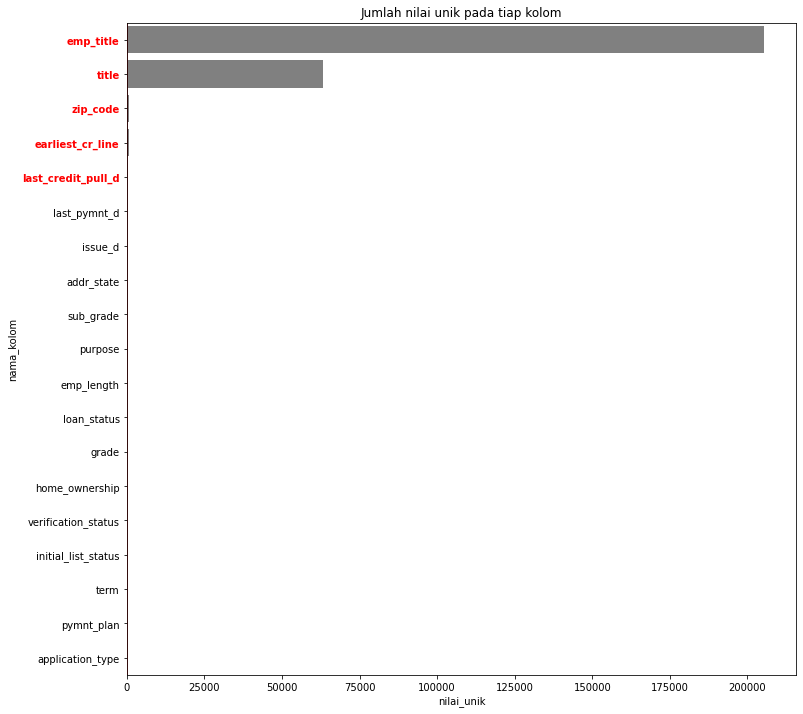 Jumlah nilai unik pada tiap kolom
nama_kolom
emp_title
title
zip_code
earliest_cr_line
last_credit_pull_d
last_pymnt_d
issue_d
addr_state
sub_grade
purpose
emp_length
loan_status
grade
home_ownership
verification_status
initial_list_status
term
pymnt_plan
application_type
0 25000 50000 75000 100000 125000 150000 175000 200000
nilai_unik